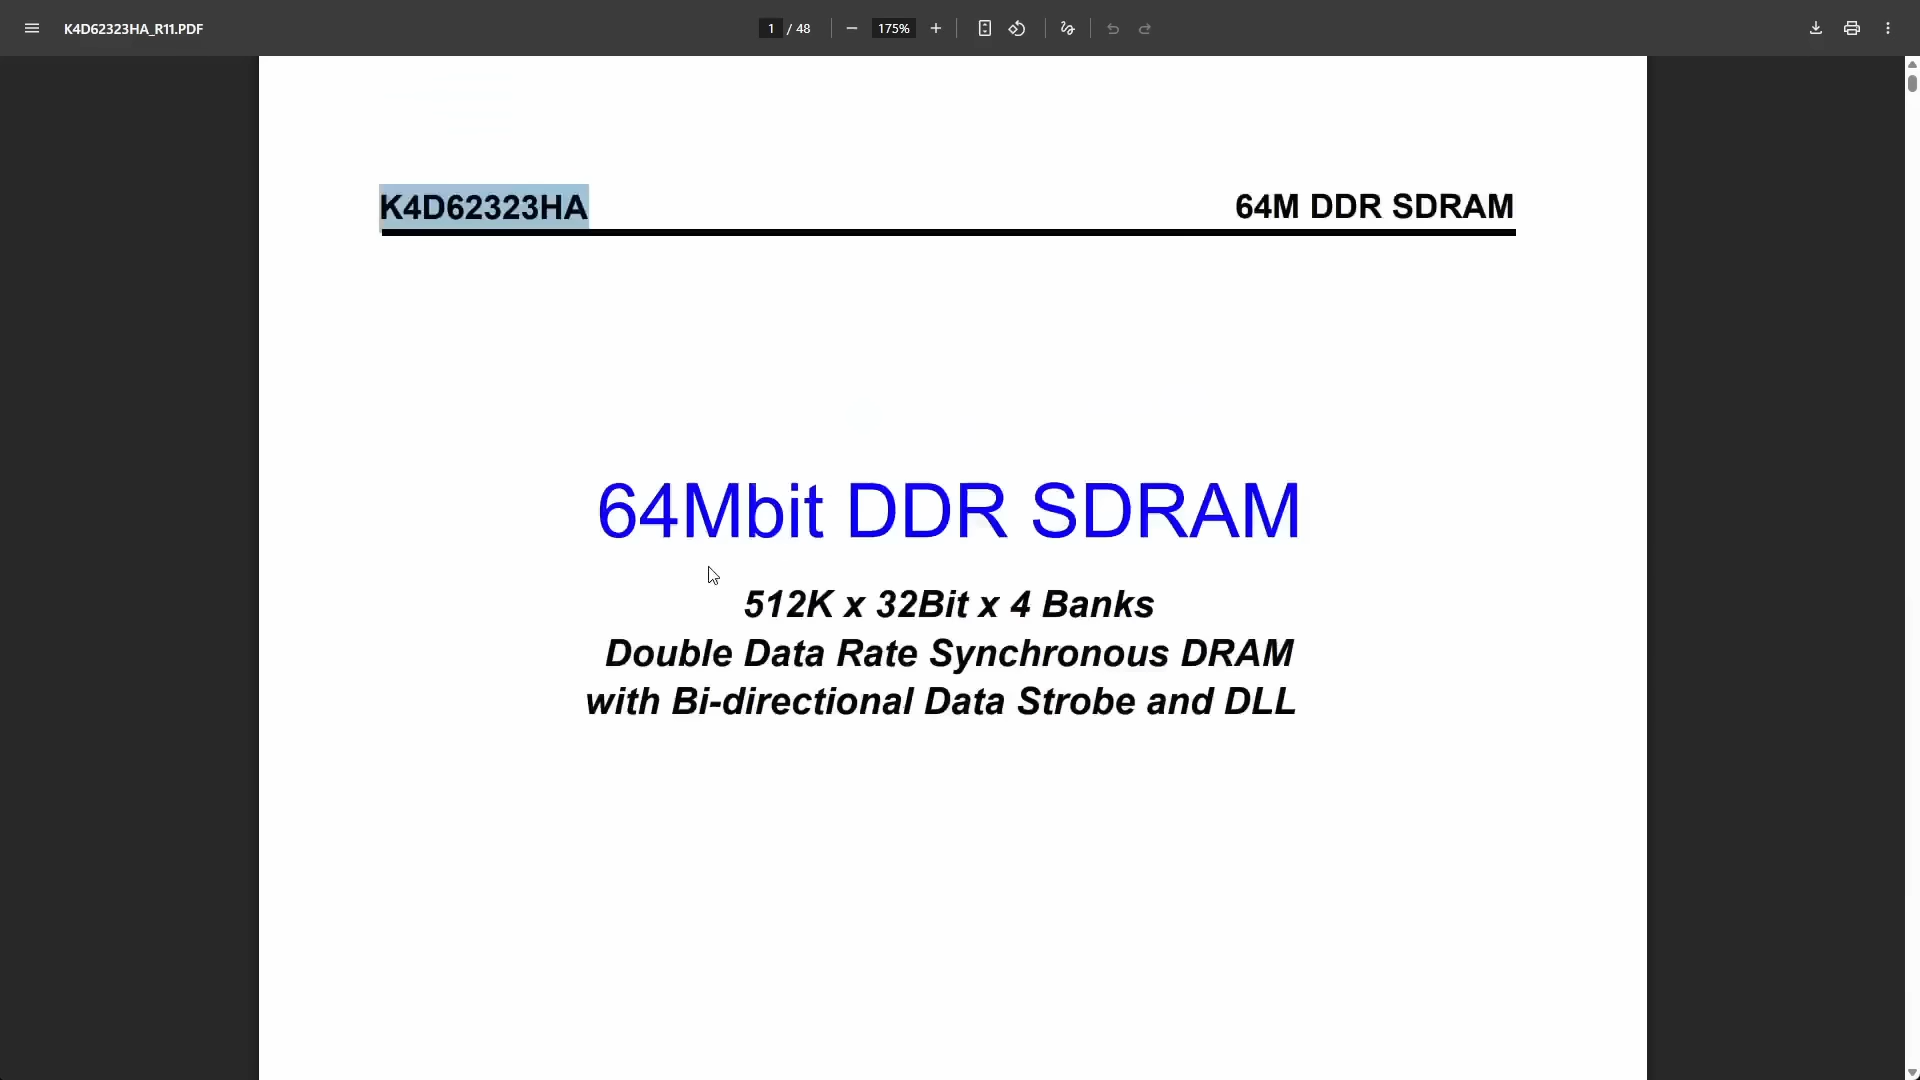 K4D62323HA_R11.PDF
1 / 48
175%
K4D62323HA
64M DDR SDRAM
64Mbit DDR SDRAM
512K x 32Bit x 4 Banks
Double Data Rate Synchronous DRAM
with Bi-directional Data Strobe and DLL